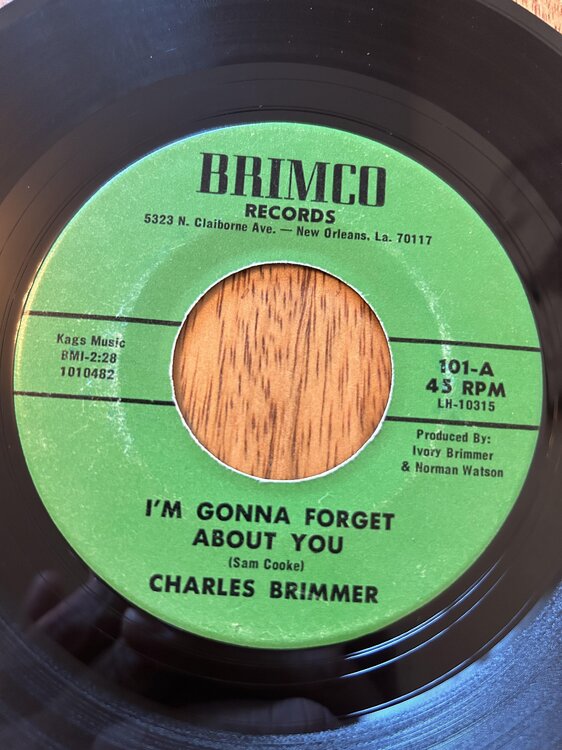 BRIMCO
RECORDS
5323 N. Claiborne Ave. — New Orleans, La. 70117
Kags Music
BMI-2:28
1010482
101-A
45 RPM
LH-10315
Produced By:
Ivory Brimmer
& Norman Watson
I'M GONNA FORGET
ABOUT YOU
(Sam Cooke)
CHARLES BRIMMER